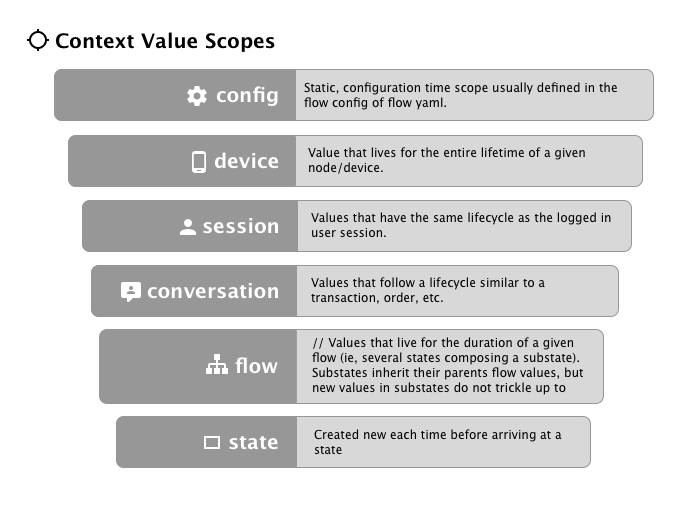 Context Value Scopes
config
Static, configuration time scope usually defined in the
flow config of flow yaml.
device
Value that lives for the entire lifetime of a given
node/device.
session
Values that have the same lifecycle as the logged in
user session.
conversation
Values that follow a lifecycle similar to a
transaction, order, etc.
flow
// Values that live for the duration of a given
flow (ie, several states composing a substate).
Substates inherit their parents flow values, but
new values in substates do not trickle up to
state
Created new each time before arriving at a
state